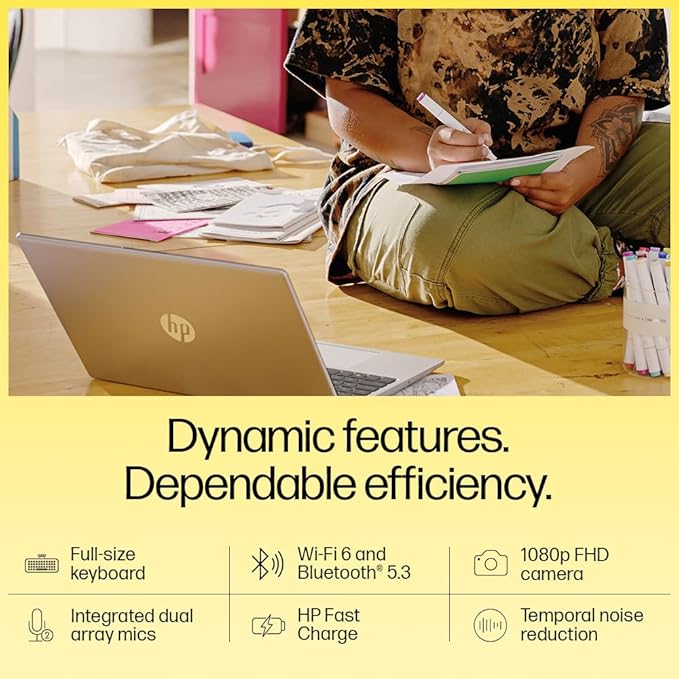 hp
Dynamic features.
Dependable efficiency.
Full-size
keyboard
Wi-Fi 6 and
Bluetooth® 5.3
1080p FHD
camera
2
Integrated dual
array mics
HP Fast
Charge
Temporal noise
reduction